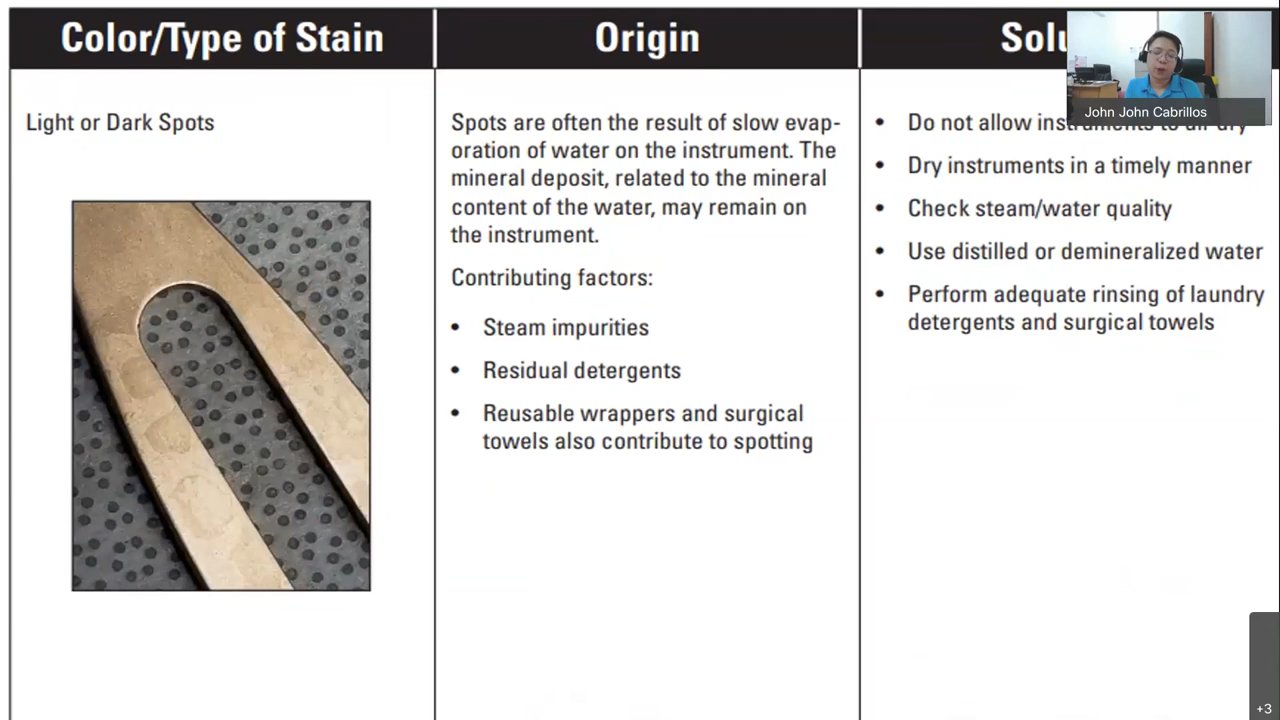 Color/Type of Stain
Origin
Light or Dark Spots
Spots are often the result of slow evap-
oration of water on the instrument. The
mineral deposit, related to the mineral
content of the water, may remain on
the instrument.
Contributing factors:
• Steam impurities
• Residual detergents
• Reusable wrappers and surgical
towels also contribute to spotting
Solu
• Do not allow instruments to air dry
• Dry instruments in a timely manner
• Check steam/water quality
• Use distilled or demineralized water
• Perform adequate rinsing of laundry
detergents and surgical towels
John John Cabrillos
+3